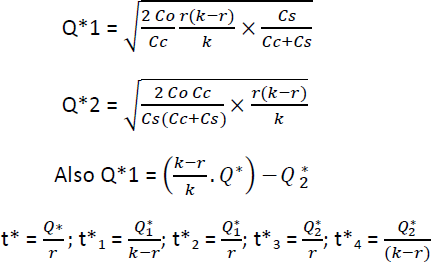 Q*1 = √(2 Co/Cc r(k−r)/k × Cs/(Cc+Cs))
Q*2 = √(2 Co Cc/(Cs(Cc+Cs)) × r(k−r)/k)
Also Q*1 = ((k−r)/k . Q*) − Q*₂
t* = Q*/r ; t*₁ = Q*₁/(k−r) ; t*₂ = Q*₁/r ; t*₃ = Q*₂/r ; t*₄ = Q*₂/(k−r)